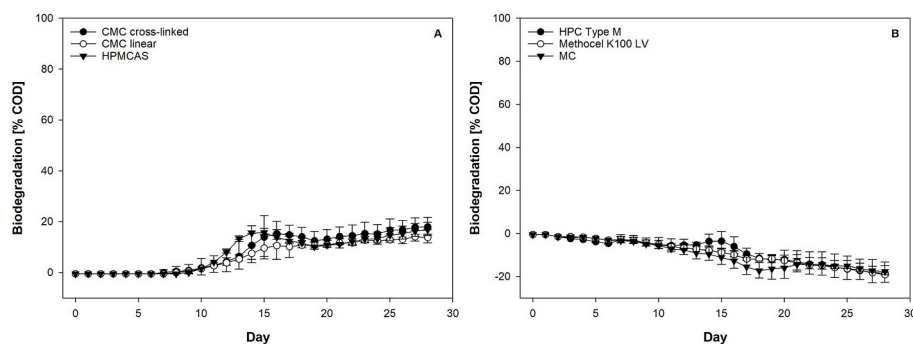 CMC cross-linked
CMC linear
HPMCAS
A
Biodegradation [% COD]
100
80
60
40
20
0
0 5 10 15 20 25 30
Day
HPC Type M
Methocel K100 LV
MC
B
Biodegradation [% COD]
100
80
60
40
20
0
-20
0 5 10 15 20 25 30
Day